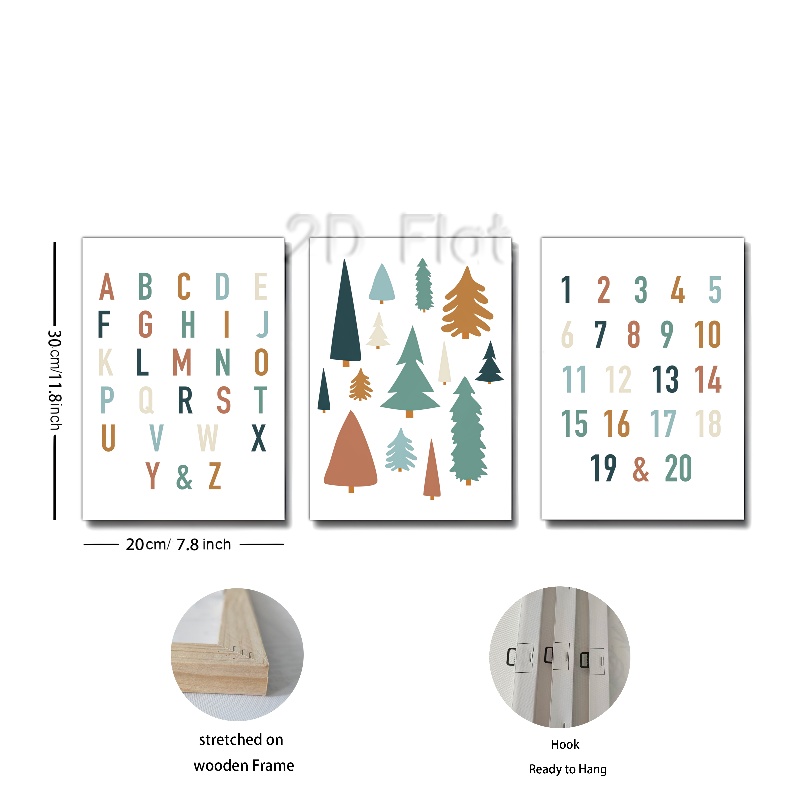 2D Flat
A B C D E
F G H I J
K L M N O
P Q R S T
U V W X
Y & Z
1 2 3 4 5
6 7 8 9 10
11 12 13 14
15 16 17 18
19 & 20
30cm/11.8inch
20cm/ 7.8 inch
stretched on
wooden Frame
Hook
Ready to Hang